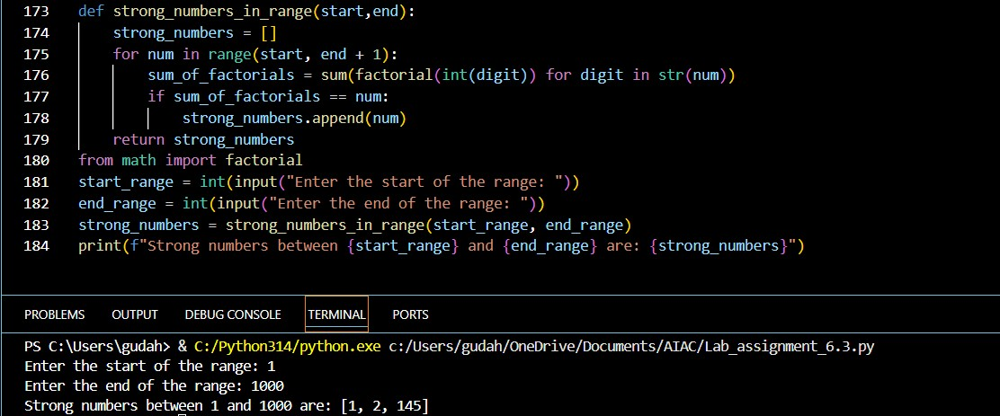 173 def strong_numbers_in_range(start,end):
174     strong_numbers = []
175     for num in range(start, end + 1):
176         sum_of_factorials = sum(factorial(int(digit)) for digit in str(num))
177         if sum_of_factorials == num:
178             strong_numbers.append(num)
179     return strong_numbers
180 from math import factorial
181 start_range = int(input("Enter the start of the range: "))
182 end_range = int(input("Enter the end of the range: "))
183 strong_numbers = strong_numbers_in_range(start_range, end_range)
184 print(f"Strong numbers between {start_range} and {end_range} are: {strong_numbers}")
PROBLEMS OUTPUT DEBUG CONSOLE TERMINAL PORTS
PS C:\Users\gudah> & C:/Python314/python.exe c:/Users/gudah/OneDrive/Documents/AIAC/Lab_assignment_6.3.py
Enter the start of the range: 1
Enter the end of the range: 1000
Strong numbers between 1 and 1000 are: [1, 2, 145]